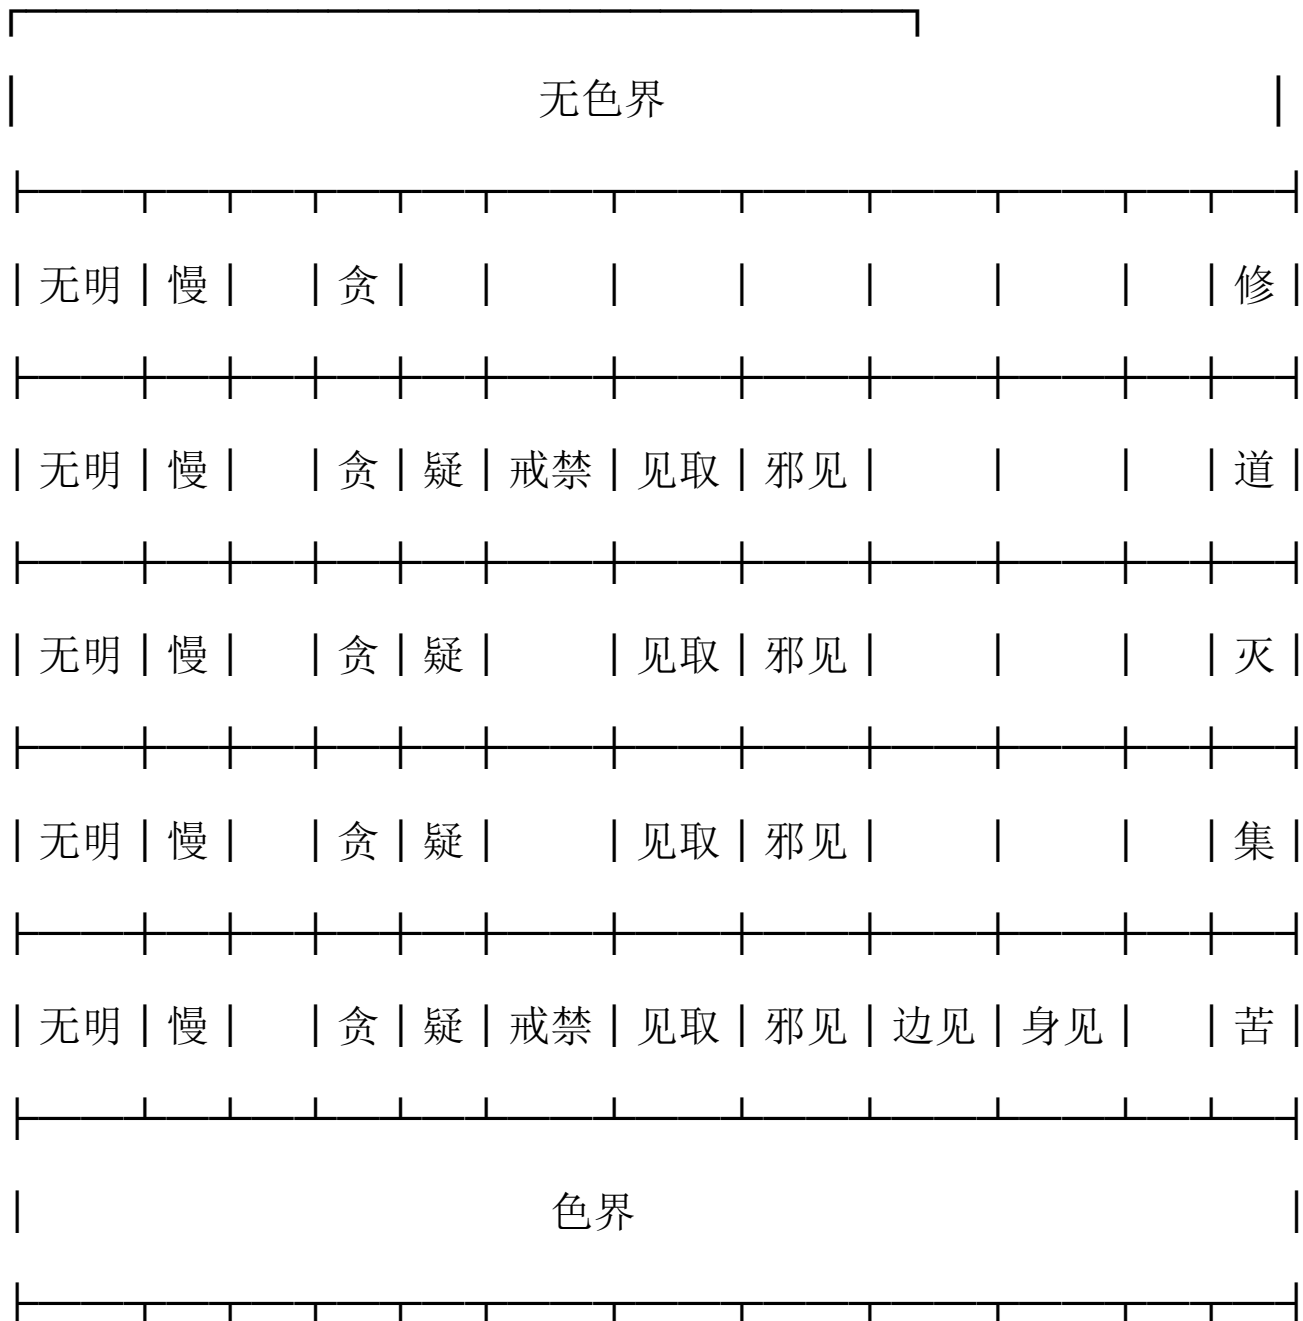 无色界
无明 慢 贪 修
无明 慢 贪 疑 戒禁 见取 邪见 道
无明 慢 贪 疑 见取 邪见 灭
无明 慢 贪 疑 见取 邪见 集
无明 慢 贪 疑 戒禁 见取 邪见 边见 身见 苦
色界